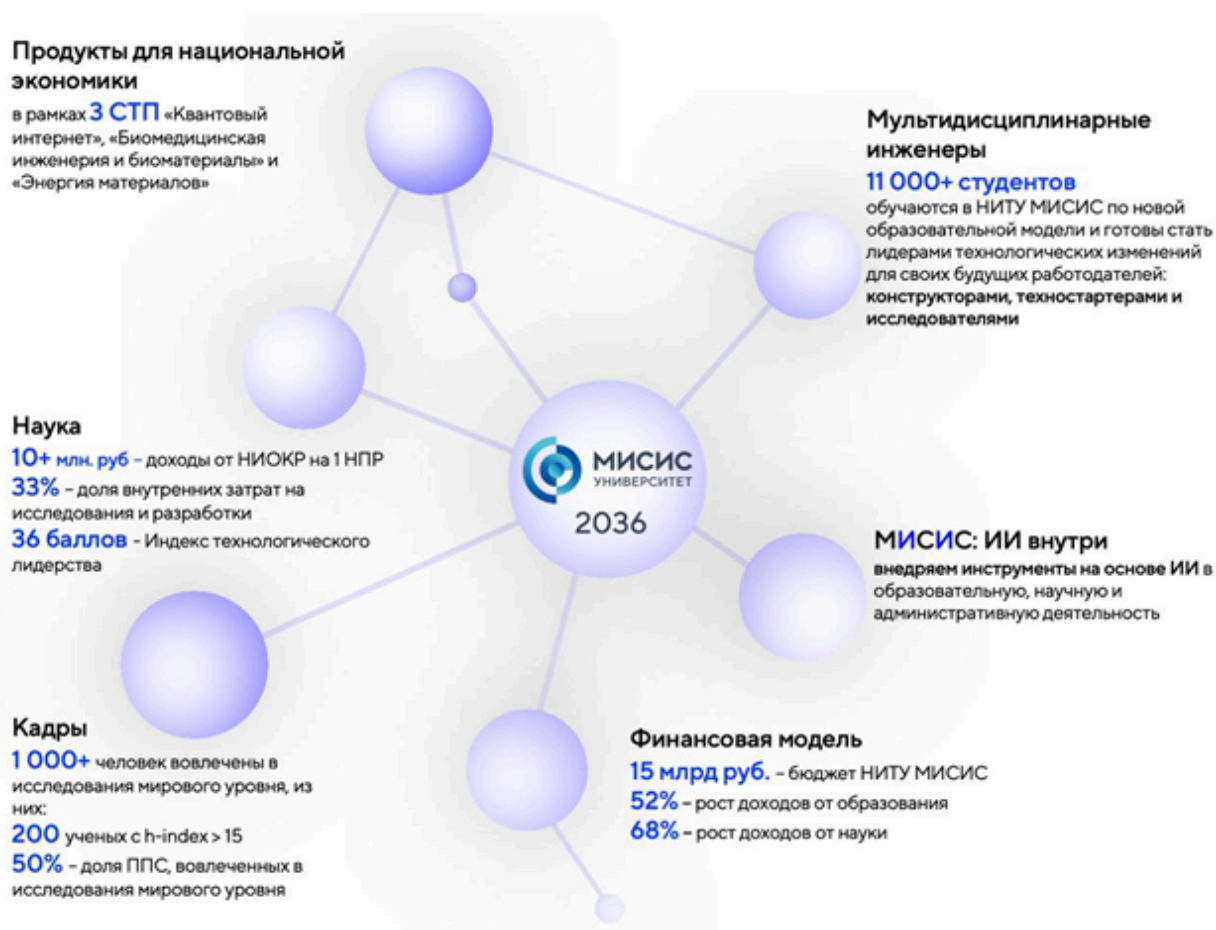 Продукты для национальной
экономики
в рамках 3 СТП «Квантовый
интернет», «Биомедицинская
инженерия и биоматериалы» и
«Энергия материалов»
Мультидисциплинарные
инженеры
11 000+ студентов
обучаются в НИТУ МИСИС по новой
образовательной модели и готовы стать
лидерами технологических изменений
для своих будущих работодателей:
конструкторами, техностартерами и
исследователями
Наука
10+ млн. руб – доходы от НИОКР на 1 НПР
33% – доля внутренних затрат на
исследования и разработки
36 баллов - Индекс технологического
лидерства
МИСИС
УНИВЕРСИТЕТ
2036
МИСИС: ИИ внутри
внедряем инструменты на основе ИИ в
образовательную, научную и
административную деятельность
Кадры
1 000+ человек вовлечены в
исследования мирового уровня, из
них:
200 ученых с h-index > 15
50% – доля ППС, вовлеченных в
исследования мирового уровня
Финансовая модель
15 млрд руб. – бюджет НИТУ МИСИС
52% – рост доходов от образования
68% – рост доходов от науки